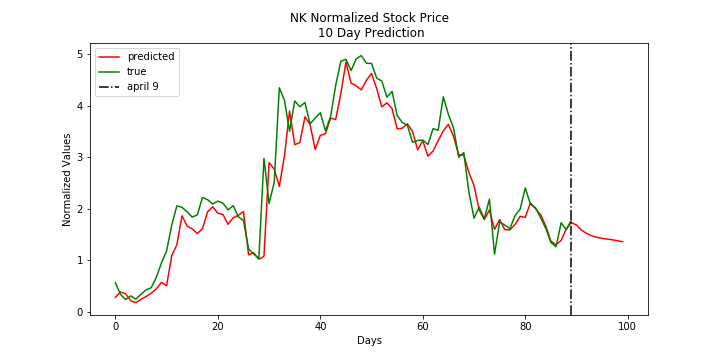 NK Normalized Stock Price
10 Day Prediction
predicted
true
april 9
Normalized Values
5
4
3
2
1
0
0 20 40 60 80 100
Days